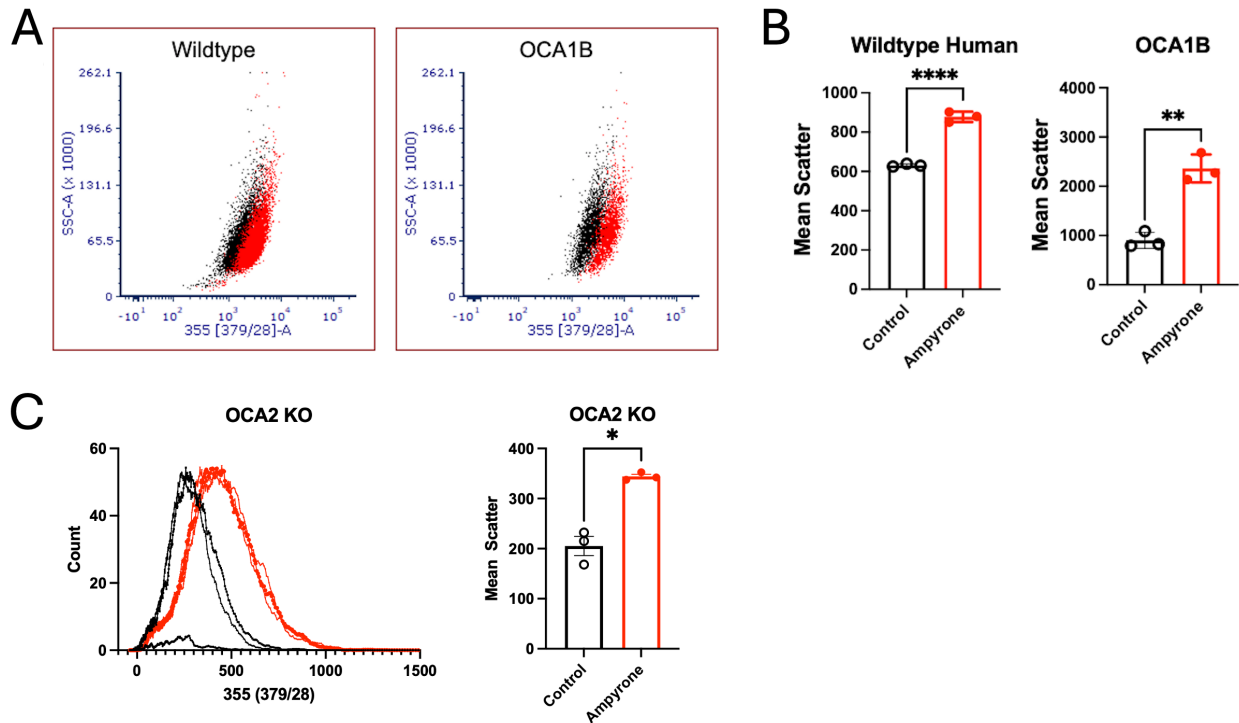 A
Wildtype
262.1
196.6
131.1
65.5
0
SSC-A (x 1000)
-10¹ 10² 10³ 10⁴ 10⁵
355 [379/28]-A
OCA1B
262.1
196.6
131.1
65.5
0
SSC-A (x 1000)
-10¹ 10² 10³ 10⁴ 10⁵
355 [379/28]-A
B
Wildtype Human
****
1000
800
600
400
200
0
Mean Scatter
Control
Ampyrone
OCA1B
**
4000
3000
2000
1000
0
Mean Scatter
Control
Ampyrone
C
OCA2 KO
60
40
20
0
Count
0 500 1000 1500
355 (379/28)
OCA2 KO
*
400
300
200
100
0
Mean Scatter
Control
Ampyrone